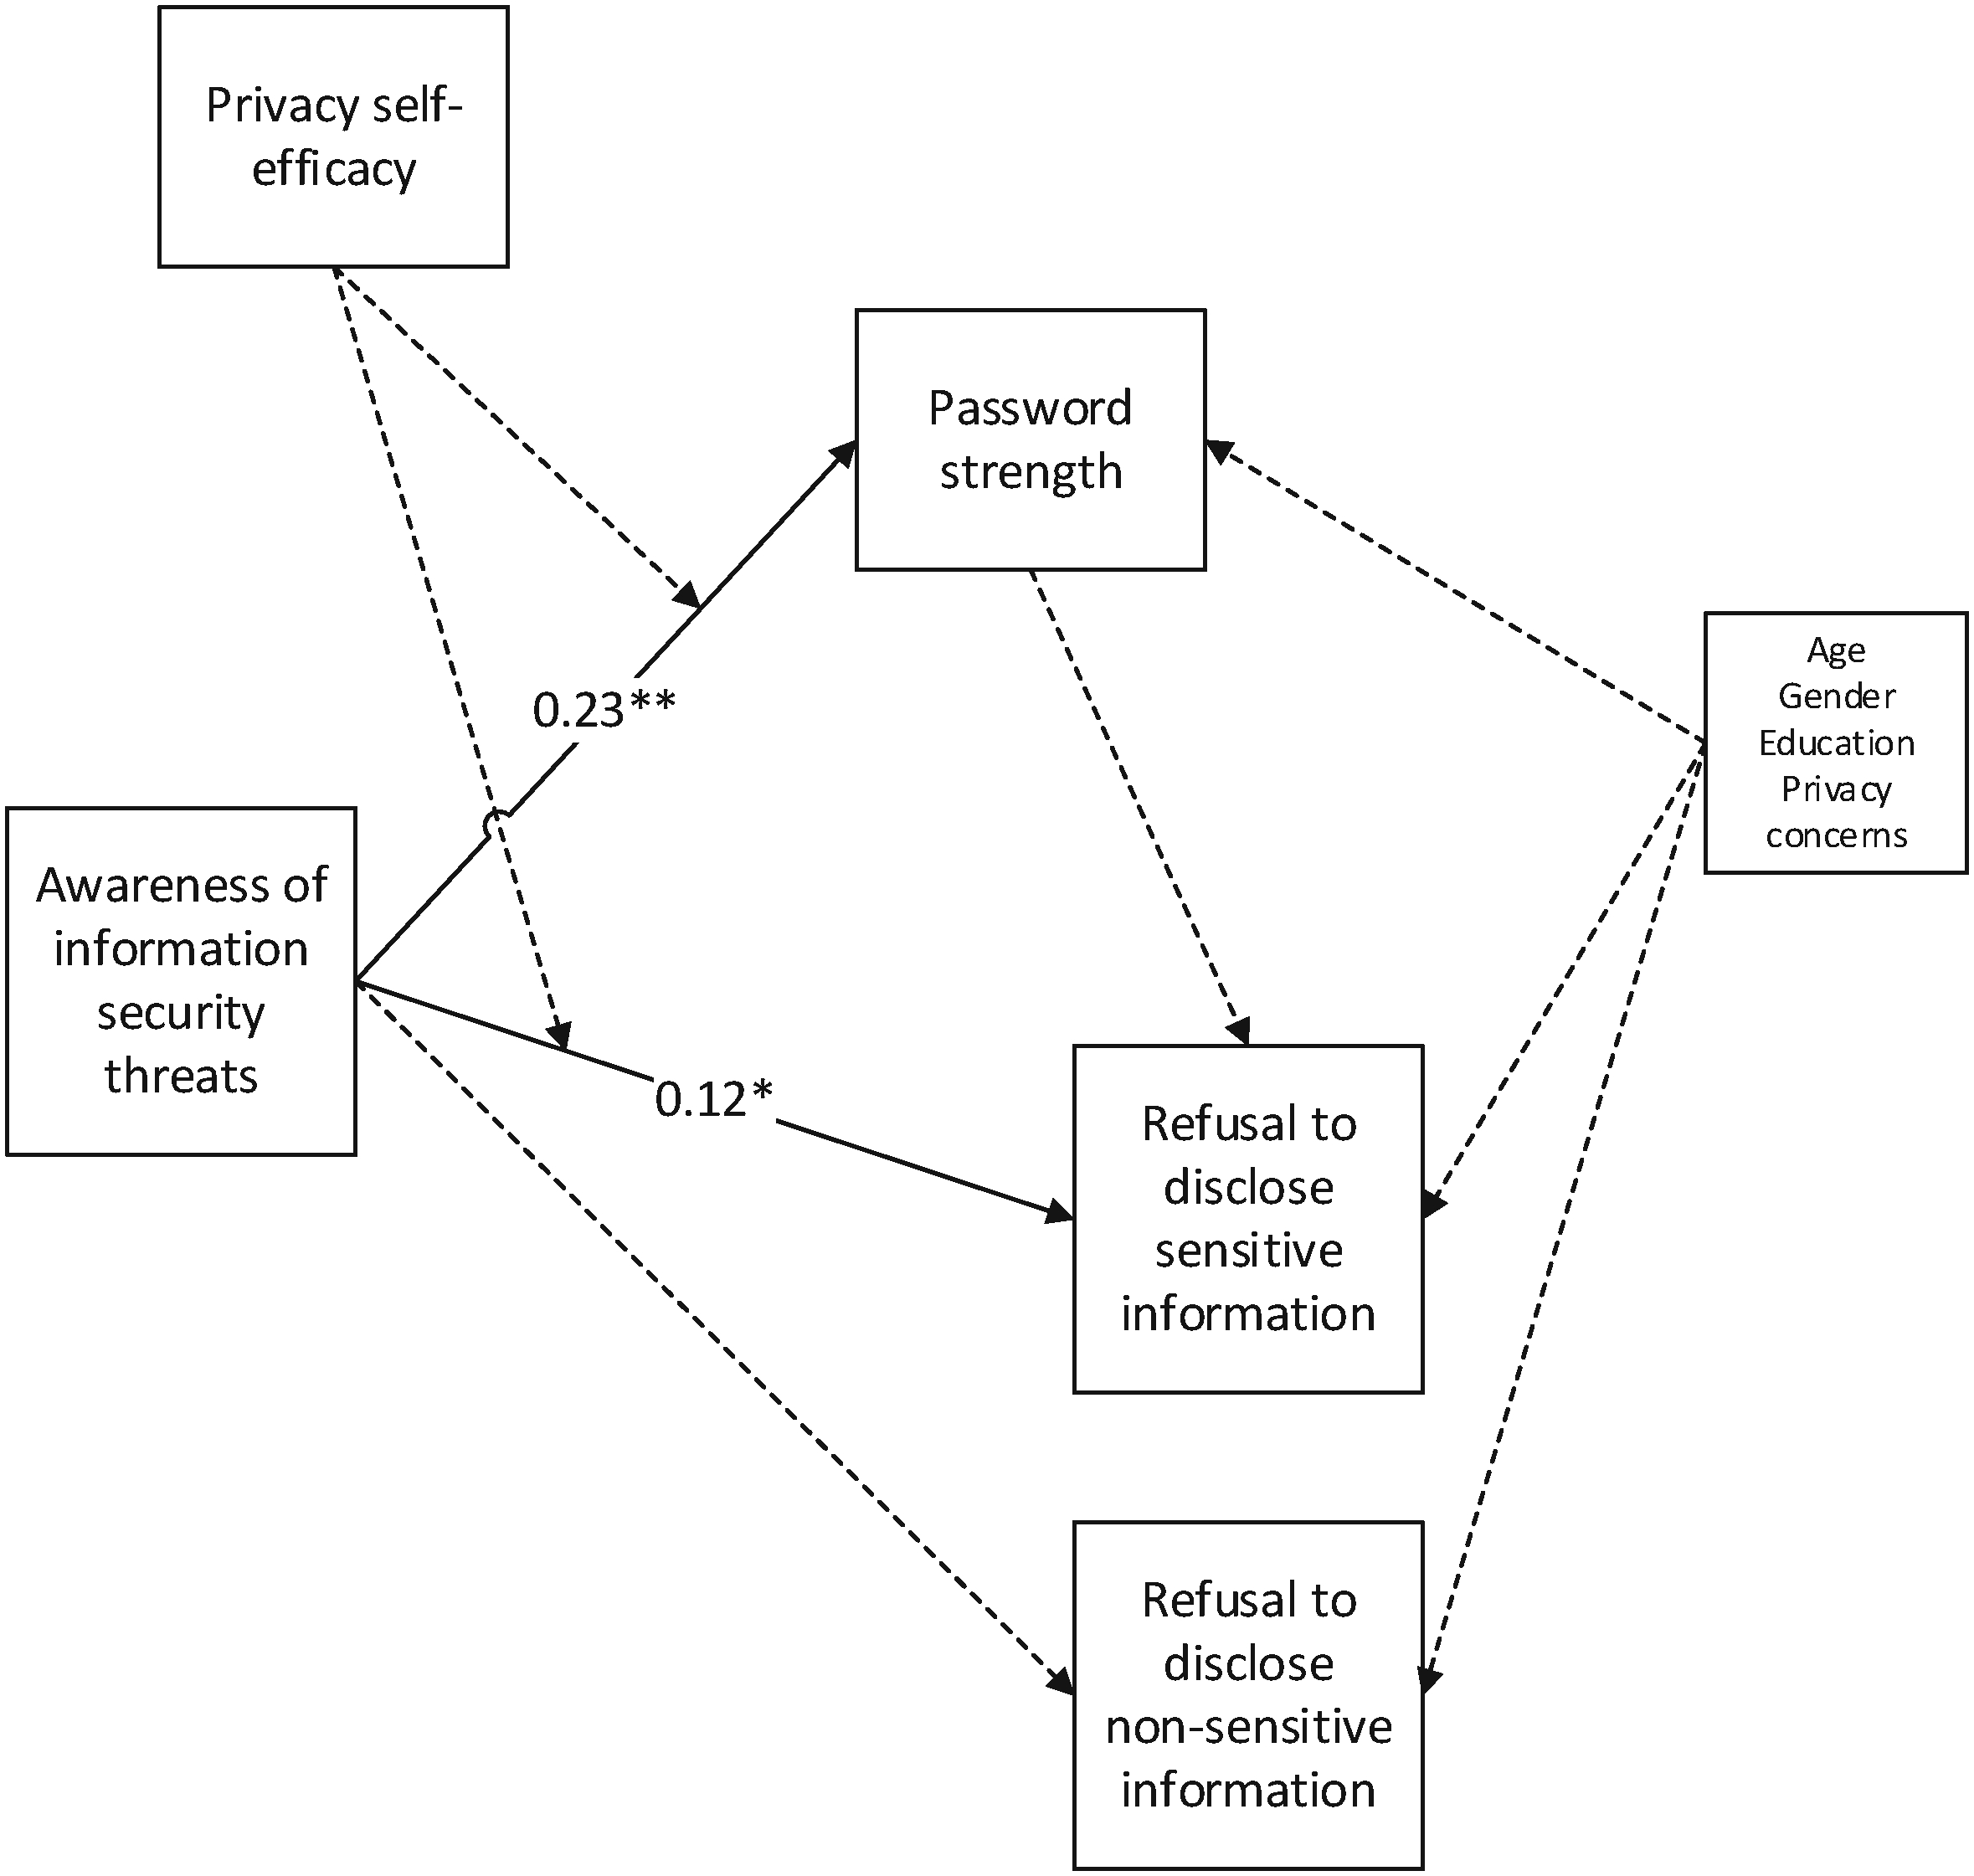 Privacy self-
efficacy
Password
strength
Age
Gender
Education
Privacy
concerns
0.23**
Awareness of
information
security
threats
0.12*
Refusal to
disclose
sensitive
information
Refusal to
disclose
non-sensitive
information